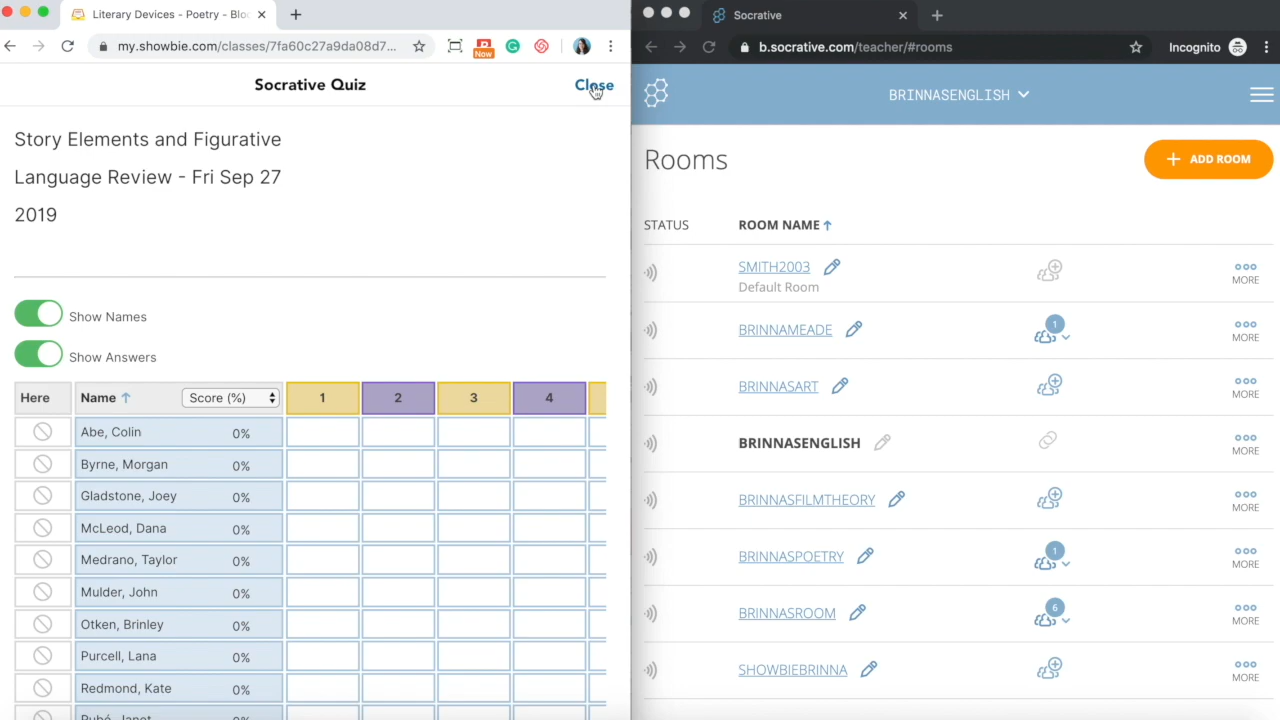 Literary Devices - Poetry - Bloo
my.showbie.com/classes/7fa60c27a9da08d7...
Now
Socrative Quiz
Close
Story Elements and Figurative
Language Review - Fri Sep 27
2019
Show Names
Show Answers
Here Name Score (%) 1 2 3 4
Abe, Colin 0%
Byrne, Morgan 0%
Gladstone, Joey 0%
McLeod, Dana 0%
Medrano, Taylor 0%
Mulder, John 0%
Otken, Brinley 0%
Purcell, Lana 0%
Redmond, Kate 0%
Socrative
b.socrative.com/teacher/#rooms
Incognito
BRINNASENGLISH
Rooms
ADD ROOM
STATUS ROOM NAME
SMITH2003
Default Room
MORE
BRINNAMEADE 1
MORE
BRINNASART
MORE
BRINNASENGLISH
MORE
BRINNASFILMTHEORY
MORE
BRINNASPOETRY 1
MORE
BRINNASROOM 6
MORE
SHOWBIEBRINNA
MORE